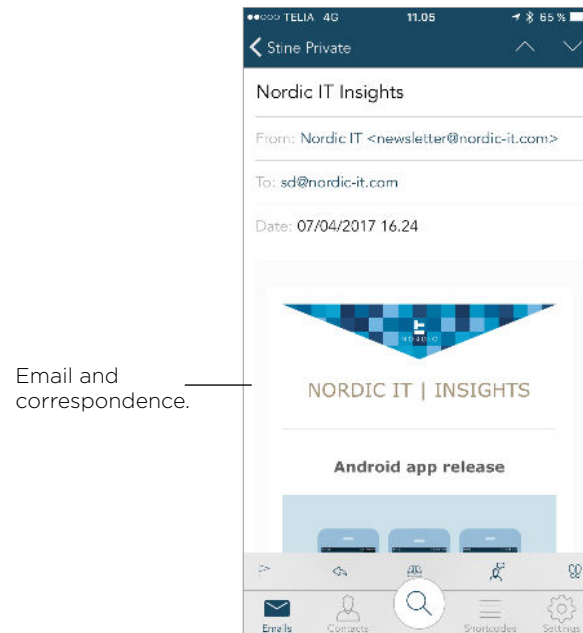 TELIA 4G 11.05 65 %
Stine Private
Nordic IT Insights
From: Nordic IT <newsletter@nordic-it.com>
To: sd@nordic-it.com
Date: 07/04/2017 16.24
NORDIC
NORDIC IT | INSIGHTS
Email and
correspondence.
Android app release
Emails Contacts Shortcodes Settings